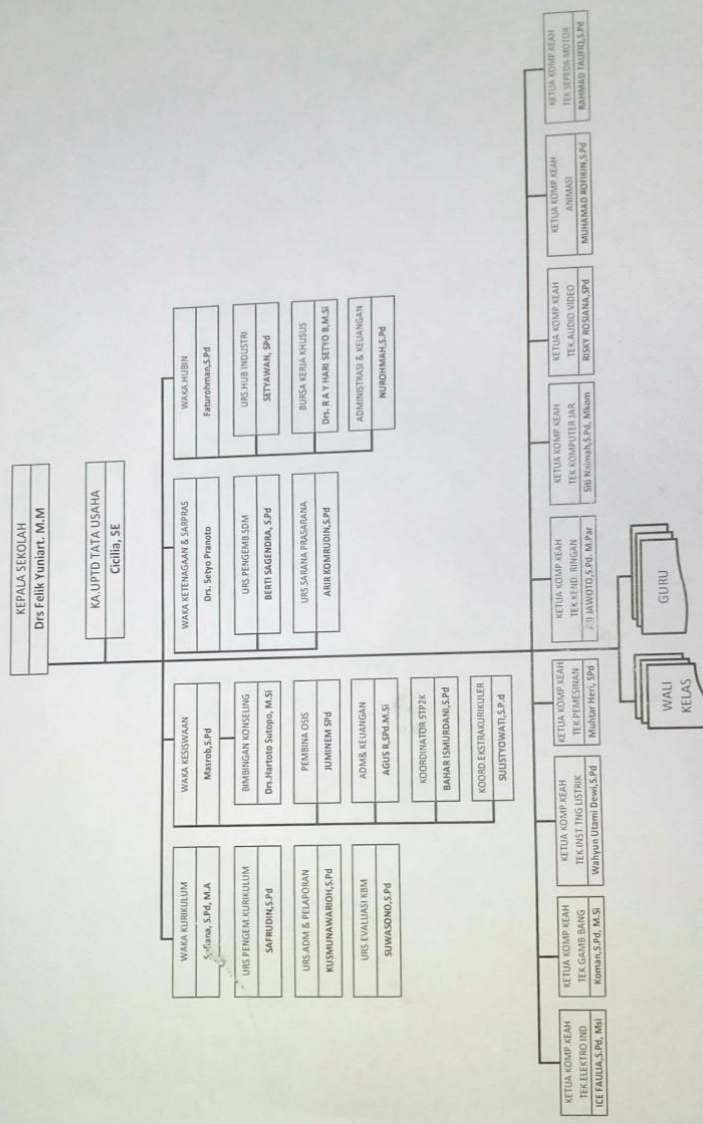 KEPALA SEKOLAH
Drs Felik Yuniart. M.M
KA.UPTD TATA USAHA
Cicilia, SE
WAKA KURIKULUM
S.Pd, M.A
URS.PENGEM.KURIKULUM
SAFRUDIN,S.Pd
URS.ADM & PELAPORAN
KUSMUNAWARIOH,S.Pd
URS.EVALUASI KBM
SUWASONO,S.Pd
WAKA KESISWAAN
Masrob,S.Pd
BIMBINGAN KONSELING
Drs.Hartoto Sutopo, M.Si
PEMBINA OSIS
JUMINEM SPd
ADM& KEUANGAN
AGUS R,SPd.M.Si
KOORDINATOR STP2K
BAHAR ISMURDANI,S.Pd
KOORD.EKSTRAKURIKULER
SULISTYOWATI,S.P.d
WAKA KETENAGAAN & SARPRAS
Drs. Setyo Pranoto
URS.PENGEMB.SDM
BERTI SAGENDRA, S.Pd
URS.SARANA PRASARANA
ARIR KOMRUDIN,S.Pd
WAKA.HUBIN
Faturohman,S.Pd
URS.HUB INDUSTRI
SETYAWAN, SPd
BURSA KERJA KHUSUS
Drs. R A Y HARI SETYO B,M.Si
ADMINISTRASI & KEUANGAN
NUROHMAH,S.Pd
KETUA KOMP.KEAH
TEK.ELEKTRO IND
ICE FAULIA,S.Pd, Msi
KETUA KOMP.KEAH
TEK.GAMB BANG
Koman,S.Pd, M.Si
KETUA KOMP.KEAH
TEK.INST TNG LISTRIK
Wahyun Utami Dewi,S.Pd
KETUA KOMP.KEAH
TEK.PEMESINAN
Muhtar Heri, SPd
KETUA KOMP.KEAH
TEK.KEND. RINGAN
JAWOTO,S.Pd. M.Par
KETUA KOMP.KEAH
TEK.KOMPUTER JAR
Siti Naimah,S.Pd, Mkom
KETUA KOMP.KEAH
TEK.AUDIO VIDEO
RISKY ROSIANA,SPd
KETUA KOMP.KEAH
ANIMASI
MUHAMAD ROFIKIN,S.Pd
KETUA KOMP.KEAH
TEK.SEPEDA MOTOR
RAHMAD TAUFIQ,S.Pd
WALI
KELAS
GURU